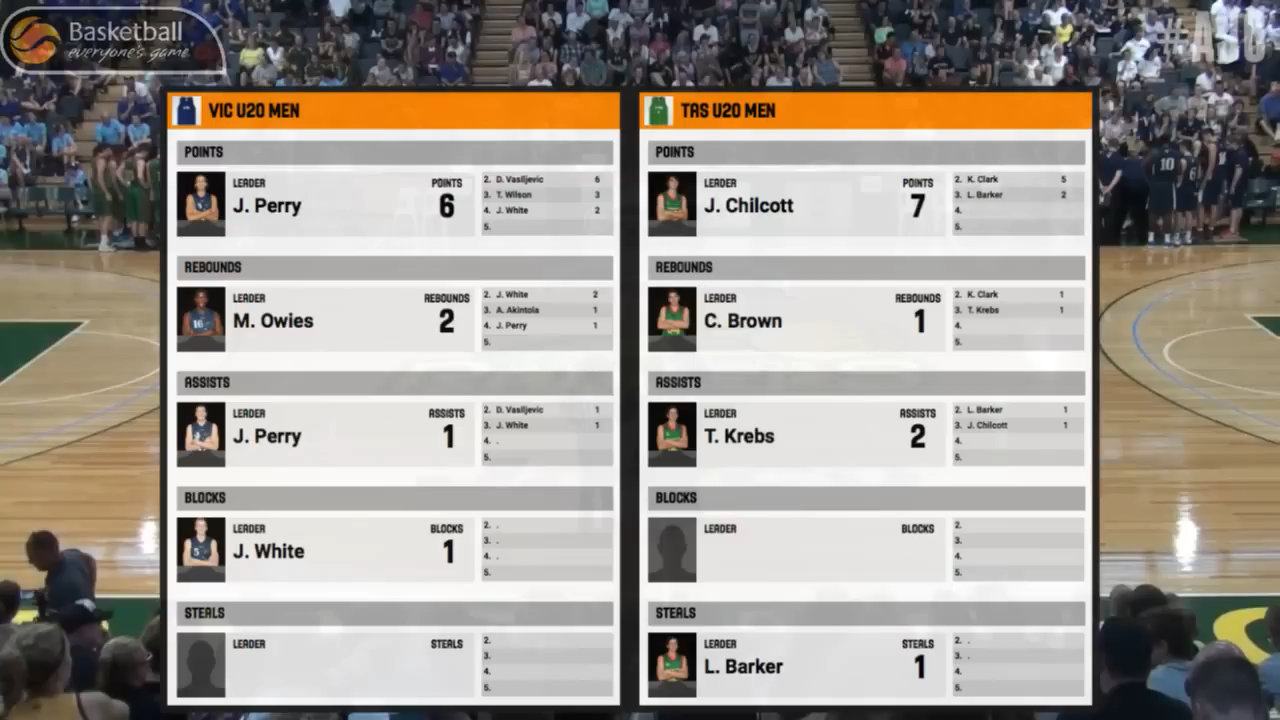 Basketball
everyone's game
#ASC
VIC U20 MEN
POINTS
LEADER
J. Perry
POINTS
6
2. D. Vasiljevic 6
3. T. Wilson 3
4. J. White 2
5.
REBOUNDS
LEADER
M. Owies
REBOUNDS
2
2. J. White 2
3. A. Akintola 1
4. J. Perry 1
5.
ASSISTS
LEADER
J. Perry
ASSISTS
1
2. D. Vasiljevic 1
3. J. White 1
4. .
5.
BLOCKS
LEADER
J. White
BLOCKS
1
2. .
3. .
4. .
5.
STEALS
LEADER
STEALS
2.
3.
4.
5.
TAS U20 MEN
POINTS
LEADER
J. Chilcott
POINTS
7
2. K. Clark 5
3. L. Barker 2
4.
5.
REBOUNDS
LEADER
C. Brown
REBOUNDS
1
2. K. Clark 1
3. T. Krebs 1
4.
5.
ASSISTS
LEADER
T. Krebs
ASSISTS
2
2. L. Barker 1
3. J. Chilcott 1
4.
5.
BLOCKS
LEADER
BLOCKS
2.
3.
4.
5.
STEALS
LEADER
L. Barker
STEALS
1
2. .
3. .
4.
5.
10
6